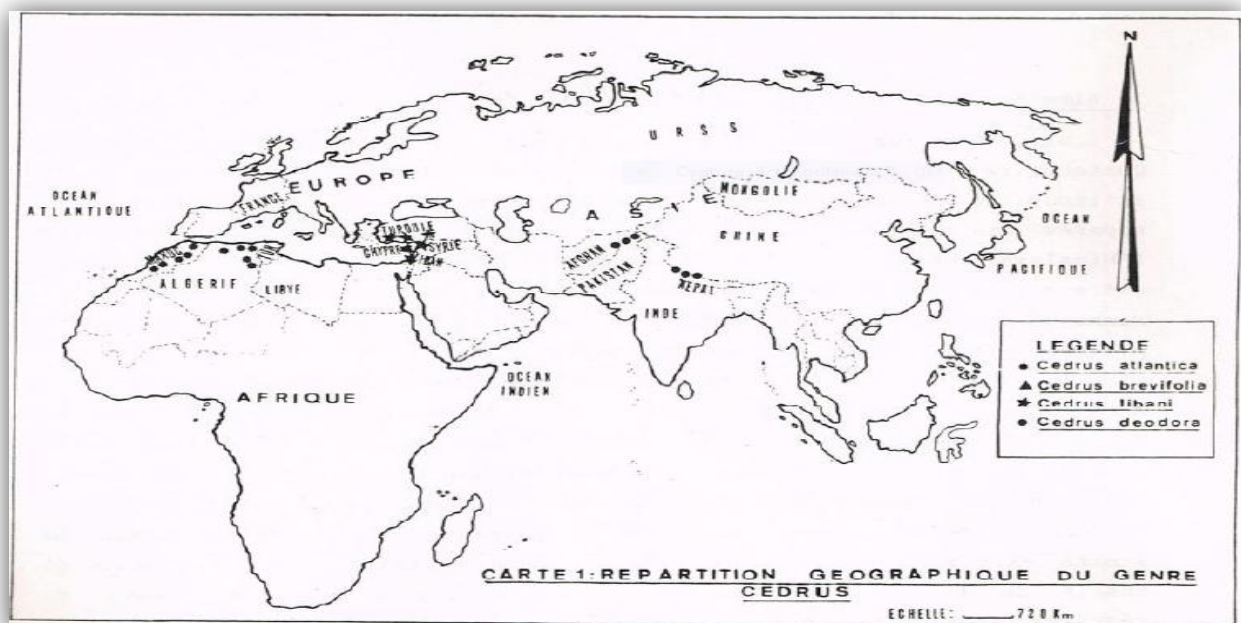 N
URSS
OCEAN
ATLANTIQUE
EUROPE
FRANCE
MONGOLIE
ASIE
CHINE
OCEAN
PACIFIQUE
TURQUIE
CHYPRE
SYRIE
MAROC
ALGERIE
LIBYE
AFGHAN
PAKISTAN
NEPAL
INDE
OCEAN
INDIEN
AFRIQUE
LEGENDE
Cedrus atlantica
Cedrus brevifolia
Cedrus libani
Cedrus deodora
CARTE 1: REPARTITION GEOGRAPHIQUE DU GENRE
CEDRUS
ECHELLE: 720 Km